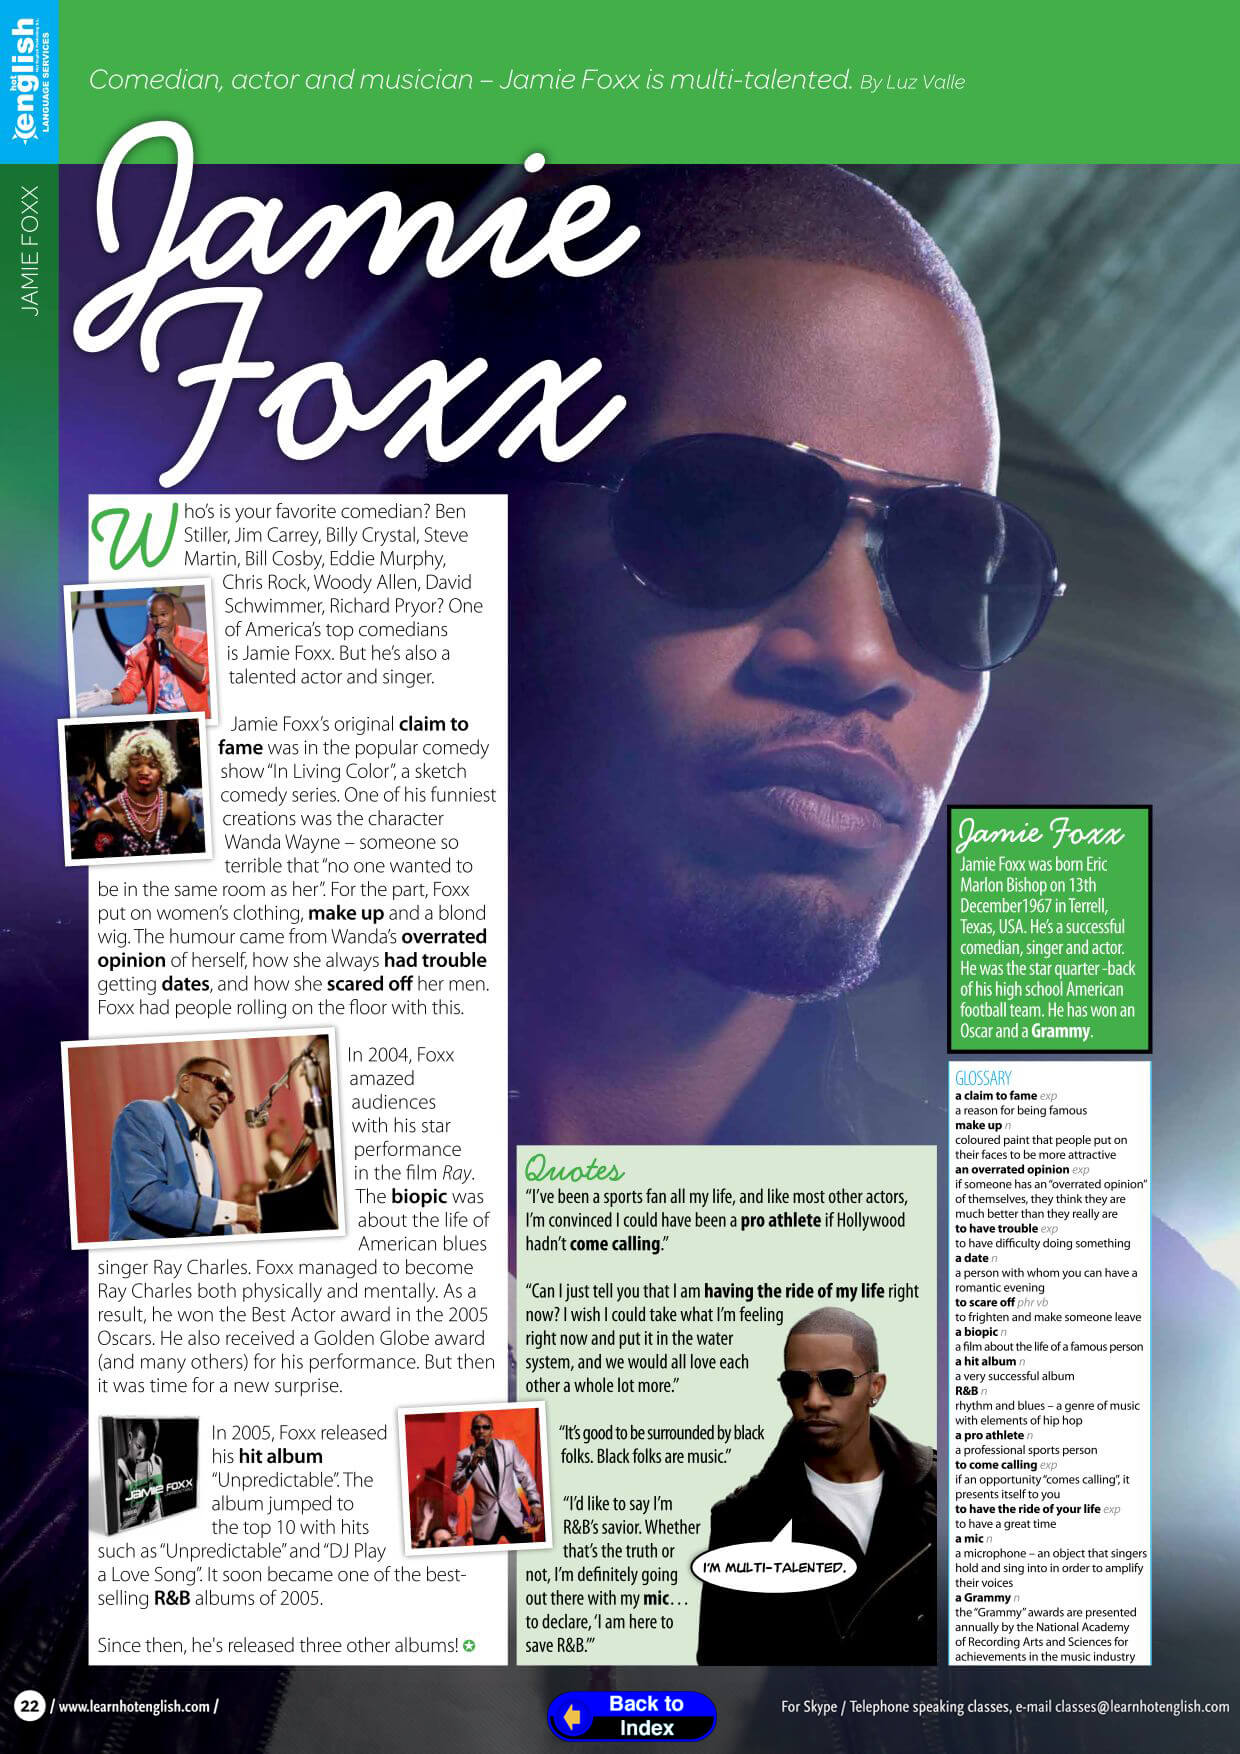 hot
english
LANGUAGE SERVICES
JAMIE FOXX
Comedian, actor and musician – Jamie Foxx is multi-talented. By Luz Valle
Jamie
Foxx
Who's is your favorite comedian? Ben
Stiller, Jim Carrey, Billy Crystal, Steve
Martin, Bill Cosby, Eddie Murphy,
Chris Rock, Woody Allen, David
Schwimmer, Richard Pryor? One
of America's top comedians
is Jamie Foxx. But he's also a
talented actor and singer.
Jamie Foxx's original claim to
fame was in the popular comedy
show “In Living Color”, a sketch
comedy series. One of his funniest
creations was the character
Wanda Wayne – someone so
terrible that “no one wanted to
be in the same room as her”. For the part, Foxx
put on women's clothing, make up and a blond
wig. The humour came from Wanda's overrated
opinion of herself, how she always had trouble
getting dates, and how she scared off her men.
Foxx had people rolling on the floor with this.
In 2004, Foxx
amazed
audiences
with his star
performance
in the film Ray.
The biopic was
about the life of
American blues
singer Ray Charles. Foxx managed to become
Ray Charles both physically and mentally. As a
result, he won the Best Actor award in the 2005
Oscars. He also received a Golden Globe award
(and many others) for his performance. But then
it was time for a new surprise.
JAMIE FOXX
In 2005, Foxx released
his hit album
“Unpredictable”. The
album jumped to
the top 10 with hits
such as “Unpredictable” and “DJ Play
a Love Song”. It soon became one of the best-
selling R&B albums of 2005.
Since then, he's released three other albums!
Quotes
“I've been a sports fan all my life, and like most other actors,
I'm convinced I could have been a pro athlete if Hollywood
hadn't come calling.”
“Can I just tell you that I am having the ride of my life right
now? I wish I could take what I'm feeling
right now and put it in the water
system, and we would all love each
other a whole lot more.”
“It's good to be surrounded by black
folks. Black folks are music.”
“I'd like to say I'm
R&B's savior. Whether
that's the truth or
not, I'm definitely going
out there with my mic…
to declare, ‘I am here to
save R&B.’”
I'M MULTI-TALENTED.
Jamie Foxx
Jamie Foxx was born Eric
Marlon Bishop on 13th
December1967 in Terrell,
Texas, USA. He's a successful
comedian, singer and actor.
He was the star quarter -back
of his high school American
football team. He has won an
Oscar and a Grammy.
GLOSSARY
a claim to fame exp
a reason for being famous
make up n
coloured paint that people put on
their faces to be more attractive
an overrated opinion exp
if someone has an “overrated opinion”
of themselves, they think they are
much better than they really are
to have trouble exp
to have difficulty doing something
a date n
a person with whom you can have a
romantic evening
to scare off phr vb
to frighten and make someone leave
a biopic n
a film about the life of a famous person
a hit album n
a very successful album
R&B n
rhythm and blues – a genre of music
with elements of hip hop
a pro athlete n
a professional sports person
to come calling exp
if an opportunity “comes calling”, it
presents itself to you
to have the ride of your life exp
to have a great time
a mic n
a microphone – an object that singers
hold and sing into in order to amplify
their voices
a Grammy n
the “Grammy” awards are presented
annually by the National Academy
of Recording Arts and Sciences for
achievements in the music industry
22 / www.learnhotenglish.com /
Back to
Index
For Skype / Telephone speaking classes, e-mail classes@learnhotenglish.com